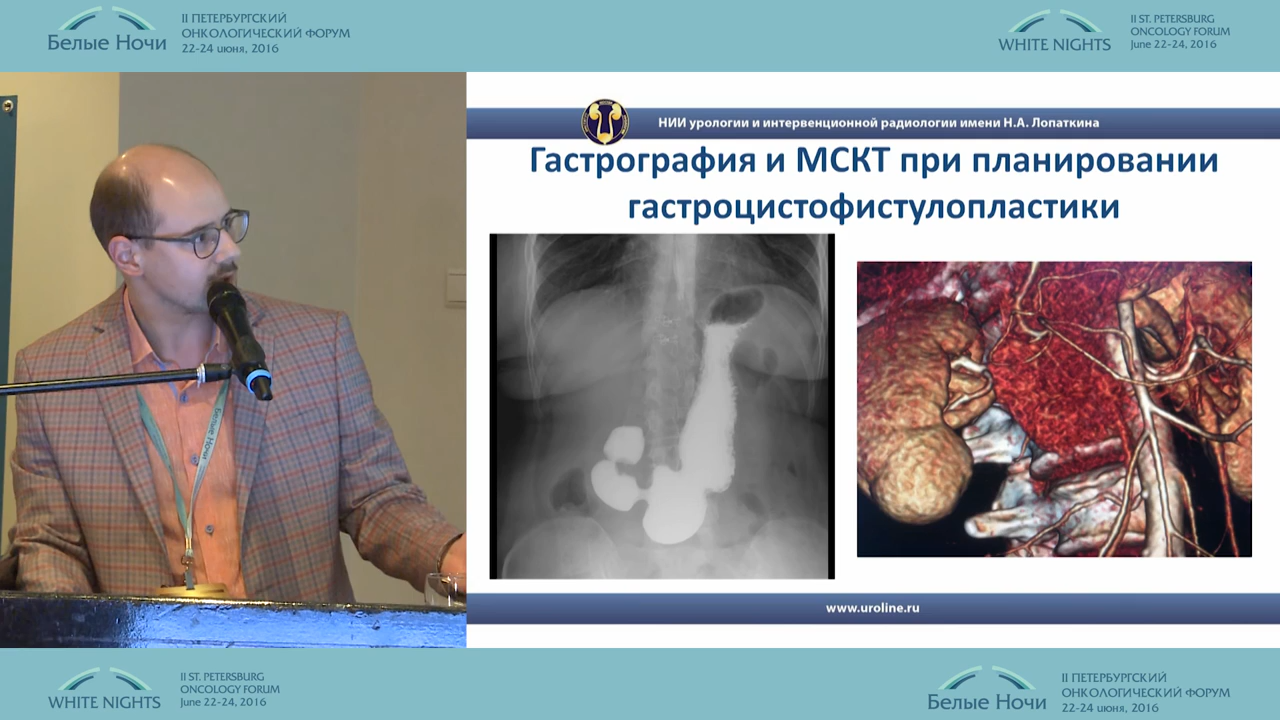 Белые Ночи
II ПЕТЕРБУРГСКИЙ
ОНКОЛОГИЧЕСКИЙ ФОРУМ
22-24 июня, 2016
WHITE NIGHTS
II ST. PETERSBURG
ONCOLOGY FORUM
June 22-24, 2016
НИИ урологии и интервенционной радиологии имени Н.А. Лопаткина
Гастрография и МСКТ при планировании
гастроцистофистулопластики
Белые Ночи
www.uroline.ru
WHITE NIGHTS
II ST. PETERSBURG
ONCOLOGY FORUM
June 22-24, 2016
Белые Ночи
II ПЕТЕРБУРГСКИЙ
ОНКОЛОГИЧЕСКИЙ ФОРУМ
22-24 июня, 2016